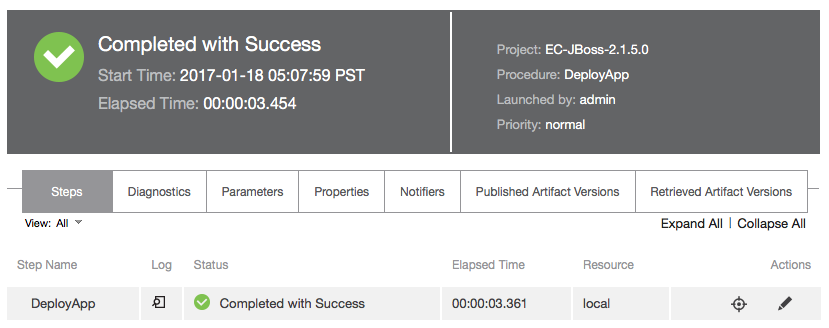 Completed with Success
Start Time: 2017-01-18 05:07:59 PST
Elapsed Time: 00:00:03.454
Project: EC-JBoss-2.1.5.0
Procedure: DeployApp
Launched by: admin
Priority: normal
Steps Diagnostics Parameters Properties Notifiers Published Artifact Versions Retrieved Artifact Versions
View: All Expand All | Collapse All
Step Name Log Status Elapsed Time Resource Actions
DeployApp Completed with Success 00:00:03.361 local